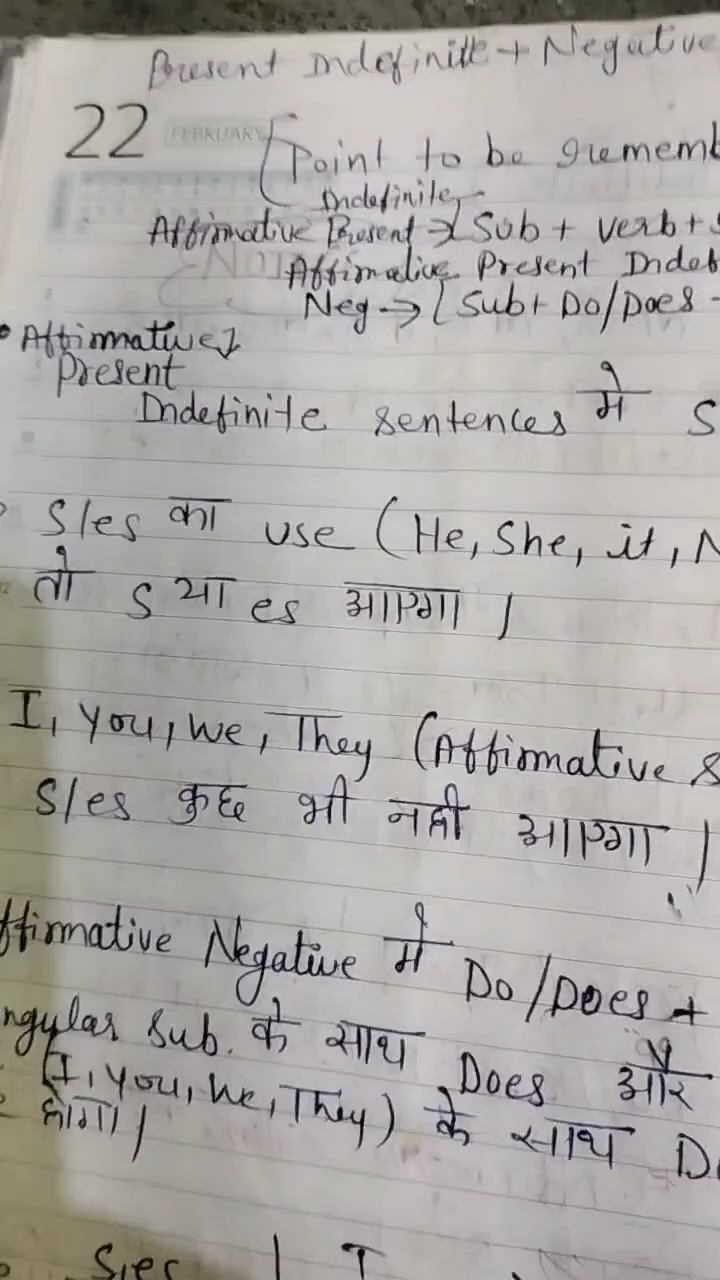 Present Indefinite + Negative
22 FEBRUARY
[Point to be
Indefinite
Affirmative Present → [Sub + verb + S
Affirmative Present Indef
Neg → [Sub + Do/Does -
• Affirmative
Present
Indefinite sentences में S
S/es का use (He, She, it, N
तो S या es आएगा।
I, You, We, They (Affirmative S
S/es कुछ भी नही आएगा।
ffirmative Negative में Do/Does +
ngular Sub. के साथ Does और
(I, You, We, They) के साथ D
होगा।
S,es | I